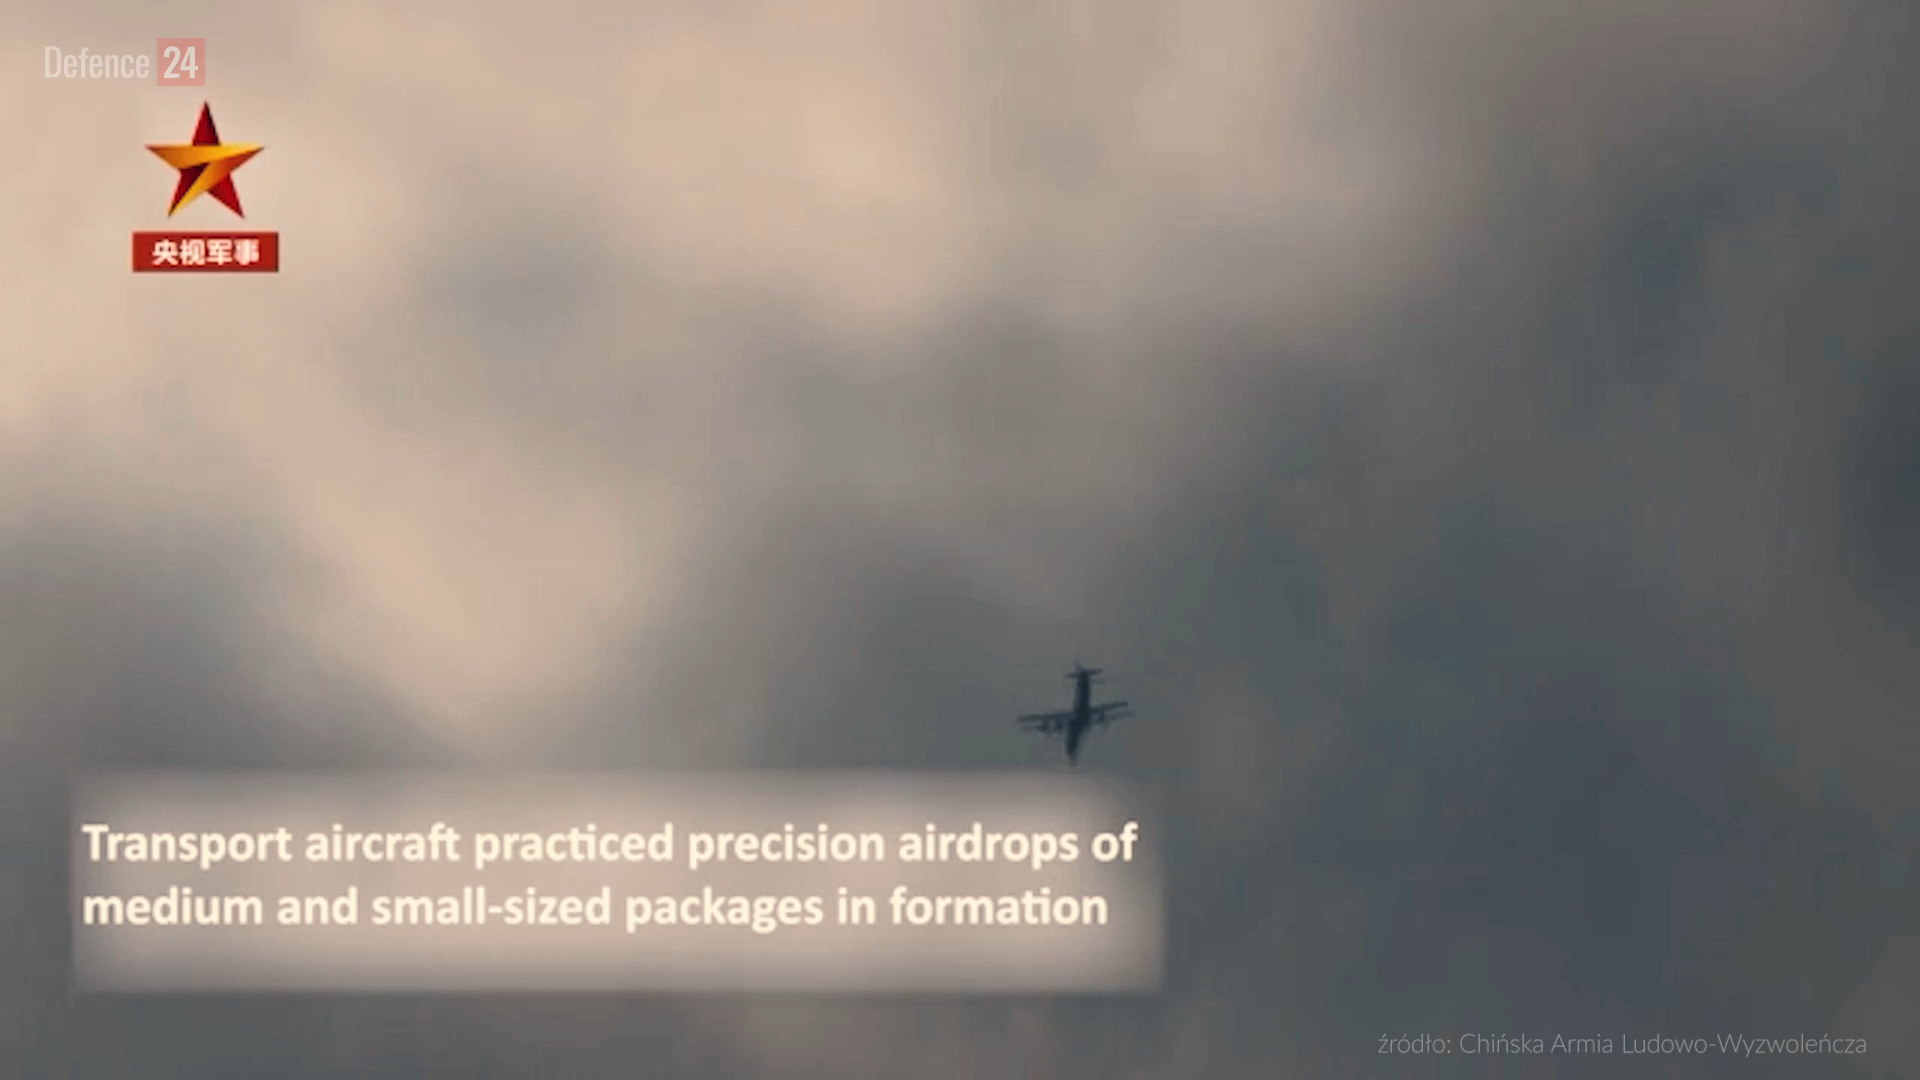 Defence 24
央视军事
Transport aircraft practiced precision airdrops of
medium and small-sized packages in formation
źródło: Chińska Armia Ludowo-Wyzwoleńcza